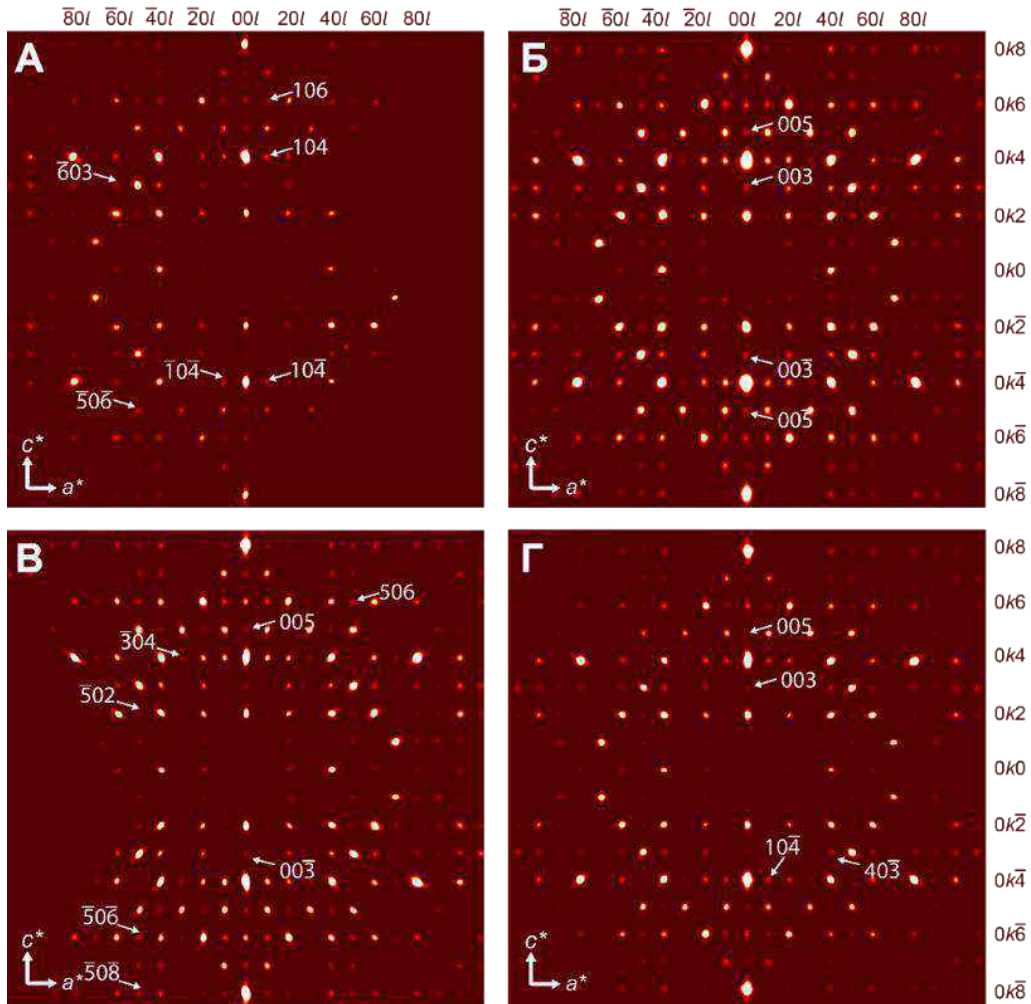 8̅0l 6̅0l 4̅0l 2̅0l 00l 20l 40l 60l 80l
8̅0l 6̅0l 4̅0l 2̅0l 00l 20l 40l 60l 80l
А
106
104
6̅03
1̅04̅
104̅
5̅06̅
c*
a*
Б
005
003
003̅
005̅
c*
a*
0k8
0k6
0k4
0k2
0k0
0k2̅
0k4̅
0k6̅
0k8̅
В
506
005
3̅04
5̅02
003̅
5̅06̅
5̅08̅
c*
a*
Г
005
003
104̅
403̅
c*
a*
0k8
0k6
0k4
0k2
0k0
0k2̅
0k4̅
0k6̅
0k8̅